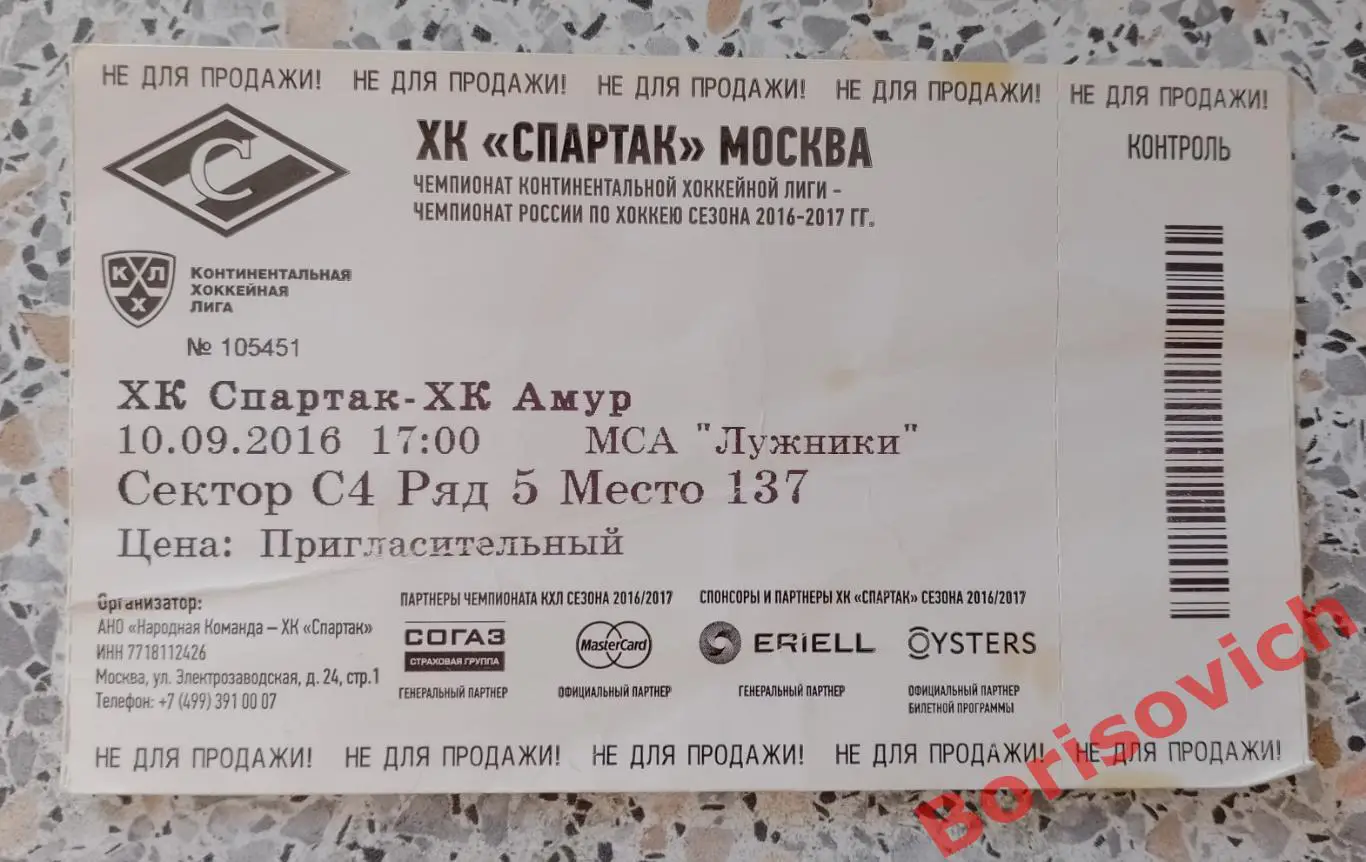 НЕ ДЛЯ ПРОДАЖИ! НЕ ДЛЯ ПРОДАЖИ! НЕ ДЛЯ ПРОДАЖИ! НЕ ДЛЯ ПРОДАЖИ! НЕ ДЛЯ ПРОДАЖИ!
С
ХК «СПАРТАК» МОСКВА
ЧЕМПИОНАТ КОНТИНЕНТАЛЬНОЙ ХОККЕЙНОЙ ЛИГИ -
ЧЕМПИОНАТ РОССИИ ПО ХОККЕЮ СЕЗОНА 2016-2017 ГГ.
КОНТРОЛЬ
КХЛ
КОНТИНЕНТАЛЬНАЯ
ХОККЕЙНАЯ
ЛИГА
№ 105451
ХК Спартак-ХК Амур
10.09.2016 17:00 МСА "Лужники"
Сектор С4 Ряд 5 Место 137
Цена: Пригласительный
Организатор:
АНО «Народная Команда – ХК «Спартак»
ИНН 7718112426
Москва, ул. Электрозаводская, д. 24, стр.1
Телефон: +7 (499) 391 00 07
ПАРТНЕРЫ ЧЕМПИОНАТА КХЛ СЕЗОНА 2016/2017
СОГАЗ
СТРАХОВАЯ ГРУППА
ГЕНЕРАЛЬНЫЙ ПАРТНЕР
MasterCard
ОФИЦИАЛЬНЫЙ ПАРТНЕР
СПОНСОРЫ И ПАРТНЕРЫ ХК «СПАРТАК» СЕЗОНА 2016/2017
ERIELL
ГЕНЕРАЛЬНЫЙ ПАРТНЕР
OYSTERS
ОФИЦИАЛЬНЫЙ ПАРТНЕР
БИЛЕТНОЙ ПРОГРАММЫ
НЕ ДЛЯ ПРОДАЖИ! НЕ ДЛЯ ПРОДАЖИ! НЕ ДЛЯ ПРОДАЖИ! НЕ ДЛЯ ПРОДАЖИ! НЕ ДЛЯ ПРОДАЖИ!
Borisovich